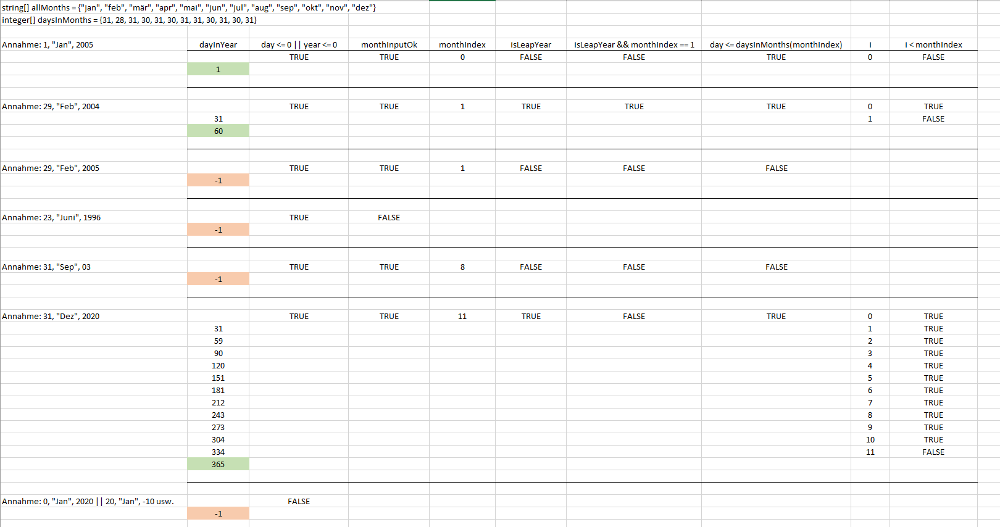 string[] allMonths = {"jan", "feb", "mär", "apr", "mai", "jun", "jul", "aug", "sep", "okt", "nov", "dez"}
integer[] daysInMonths = {31, 28, 31, 30, 31, 30, 31, 31, 30, 31, 30, 31}
Annahme: 1, "Jan", 2005 dayInYear day <= 0 || year <= 0 monthInputOk monthIndex isLeapYear isLeapYear && monthIndex == 1 day <= daysInMonths(monthIndex) i i < monthIndex
TRUE TRUE 0 FALSE FALSE TRUE 0 FALSE
1
Annahme: 29, "Feb", 2004 TRUE TRUE 1 TRUE TRUE TRUE 0 TRUE
31 1 FALSE
60
Annahme: 29, "Feb", 2005 TRUE TRUE 1 FALSE FALSE FALSE
-1
Annahme: 23, "Juni", 1996 TRUE FALSE
-1
Annahme: 31, "Sep", 03 TRUE TRUE 8 FALSE FALSE FALSE
-1
Annahme: 31, "Dez", 2020 TRUE TRUE 11 TRUE FALSE TRUE 0 TRUE
31 1 TRUE
59 2 TRUE
90 3 TRUE
120 4 TRUE
151 5 TRUE
181 6 TRUE
212 7 TRUE
243 8 TRUE
273 9 TRUE
304 10 TRUE
334 11 FALSE
365
Annahme: 0, "Jan", 2020 || 20, "Jan", -10 usw. FALSE
-1